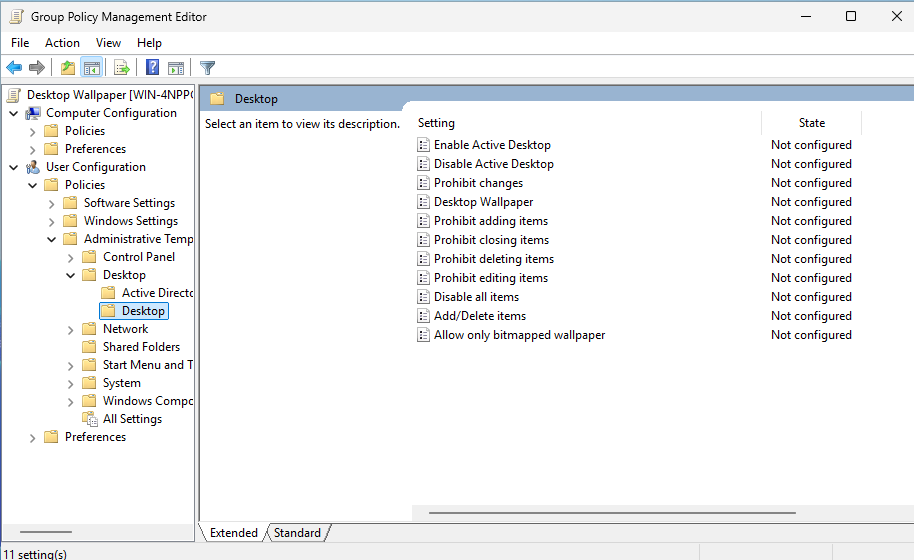 Group Policy Management Editor
File Action View Help
Desktop Wallpaper [WIN-4NPP
Computer Configuration
Policies
Preferences
User Configuration
Policies
Software Settings
Windows Settings
Administrative Temp
Control Panel
Desktop
Active Directo
Desktop
Network
Shared Folders
Start Menu and T
System
Windows Compo
All Settings
Preferences
Desktop
Select an item to view its description.
Setting State
Enable Active Desktop Not configured
Disable Active Desktop Not configured
Prohibit changes Not configured
Desktop Wallpaper Not configured
Prohibit adding items Not configured
Prohibit closing items Not configured
Prohibit deleting items Not configured
Prohibit editing items Not configured
Disable all items Not configured
Add/Delete items Not configured
Allow only bitmapped wallpaper Not configured
Extended Standard
11 setting(s)